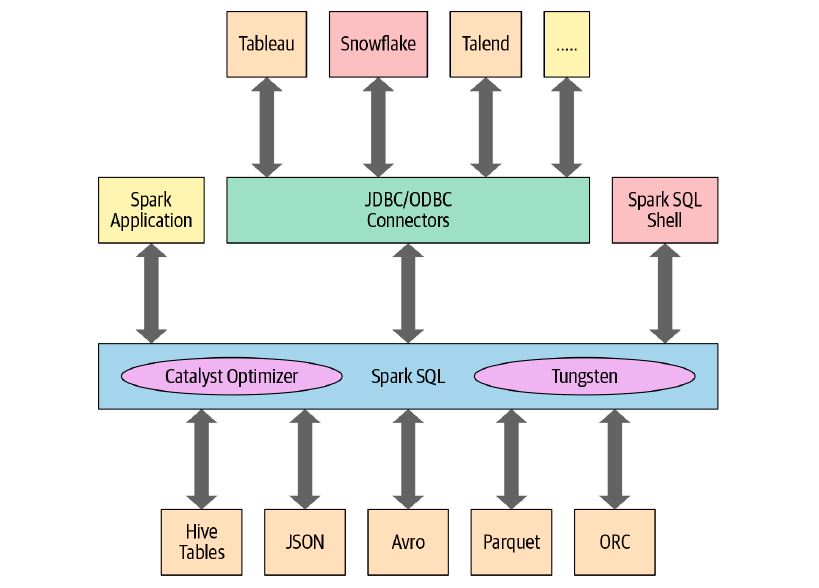 Tableau
Snowflake
Talend
.....
Spark
Application
JDBC/ODBC
Connectors
Spark SQL
Shell
Catalyst Optimizer
Spark SQL
Tungsten
Hive
Tables
JSON
Avro
Parquet
ORC